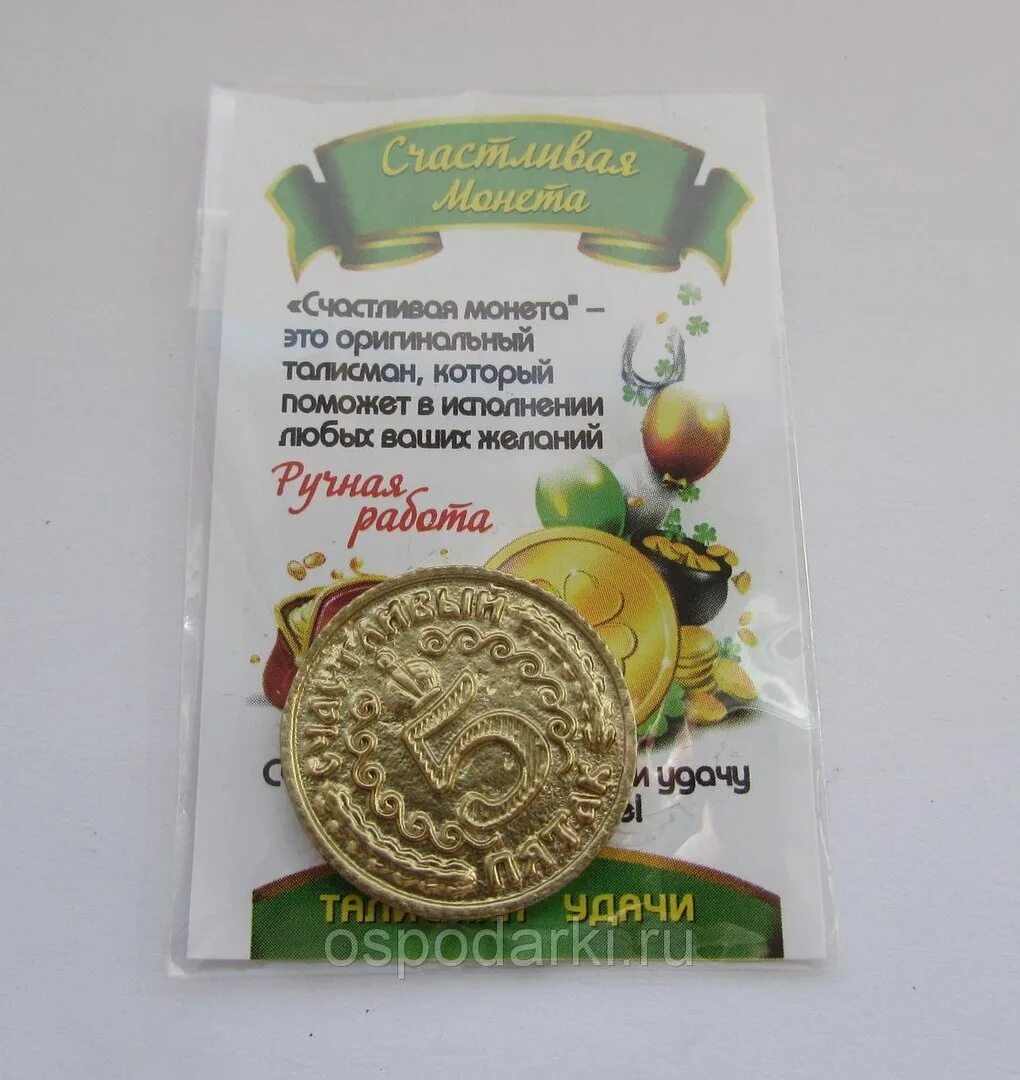 Счастливая
Монета
«Счастливая монета" –
это оригинальный
талисман, который
поможет в исполнении
любых ваших желаний
Ручная
работа
СЧАСТЛИВЫЙ
5
ПЯТАК
и удачу
ТАЛИСМАН УДАЧИ
ospodarki.ru